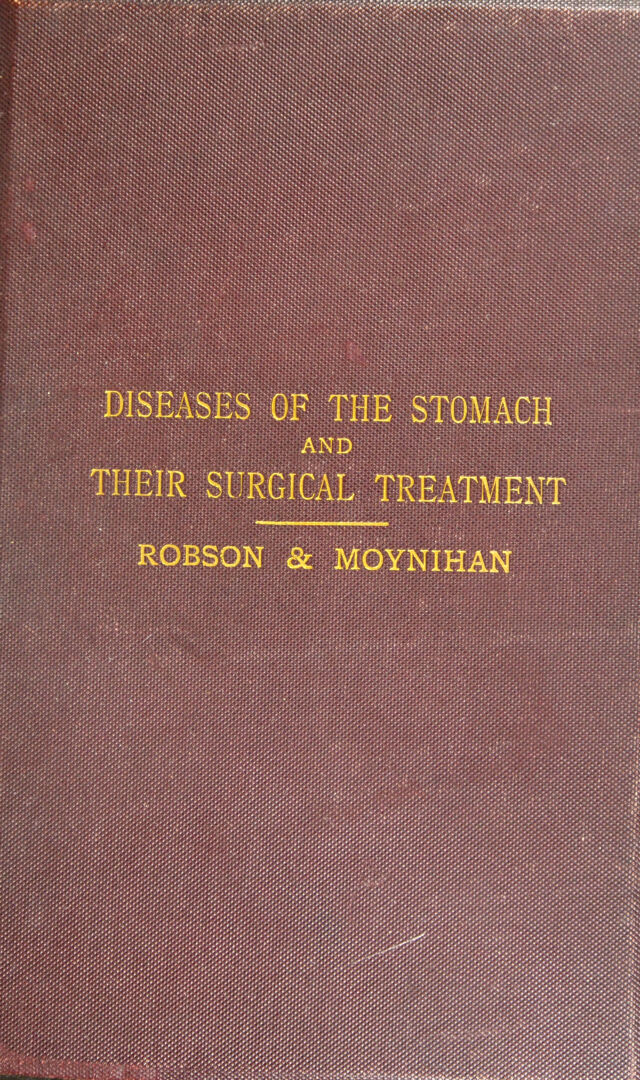 DISEASES OF THE STOMACH
AND
THEIR SURGICAL TREATMENT
ROBSON & MOYNIHAN